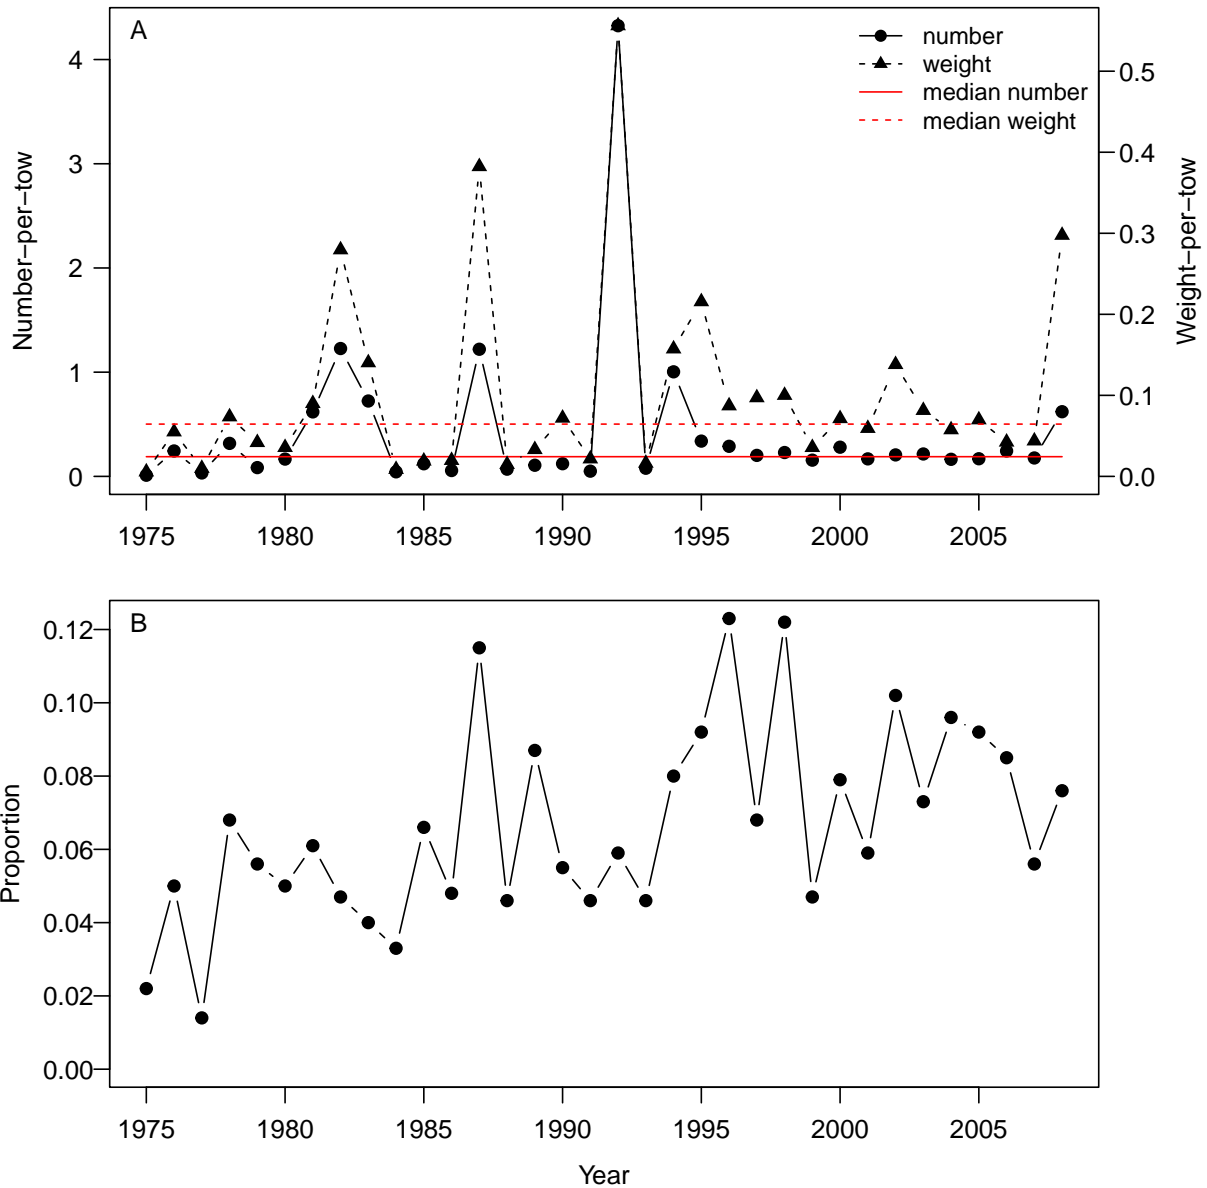 A
number
weight
median number
median weight
4
3
2
1
0
Number−per−tow
0.5
0.4
0.3
0.2
0.1
0.0
Weight−per−tow
1975 1980 1985 1990 1995 2000 2005
B
0.12
0.10
0.08
0.06
0.04
0.02
0.00
Proportion
1975 1980 1985 1990 1995 2000 2005
Year